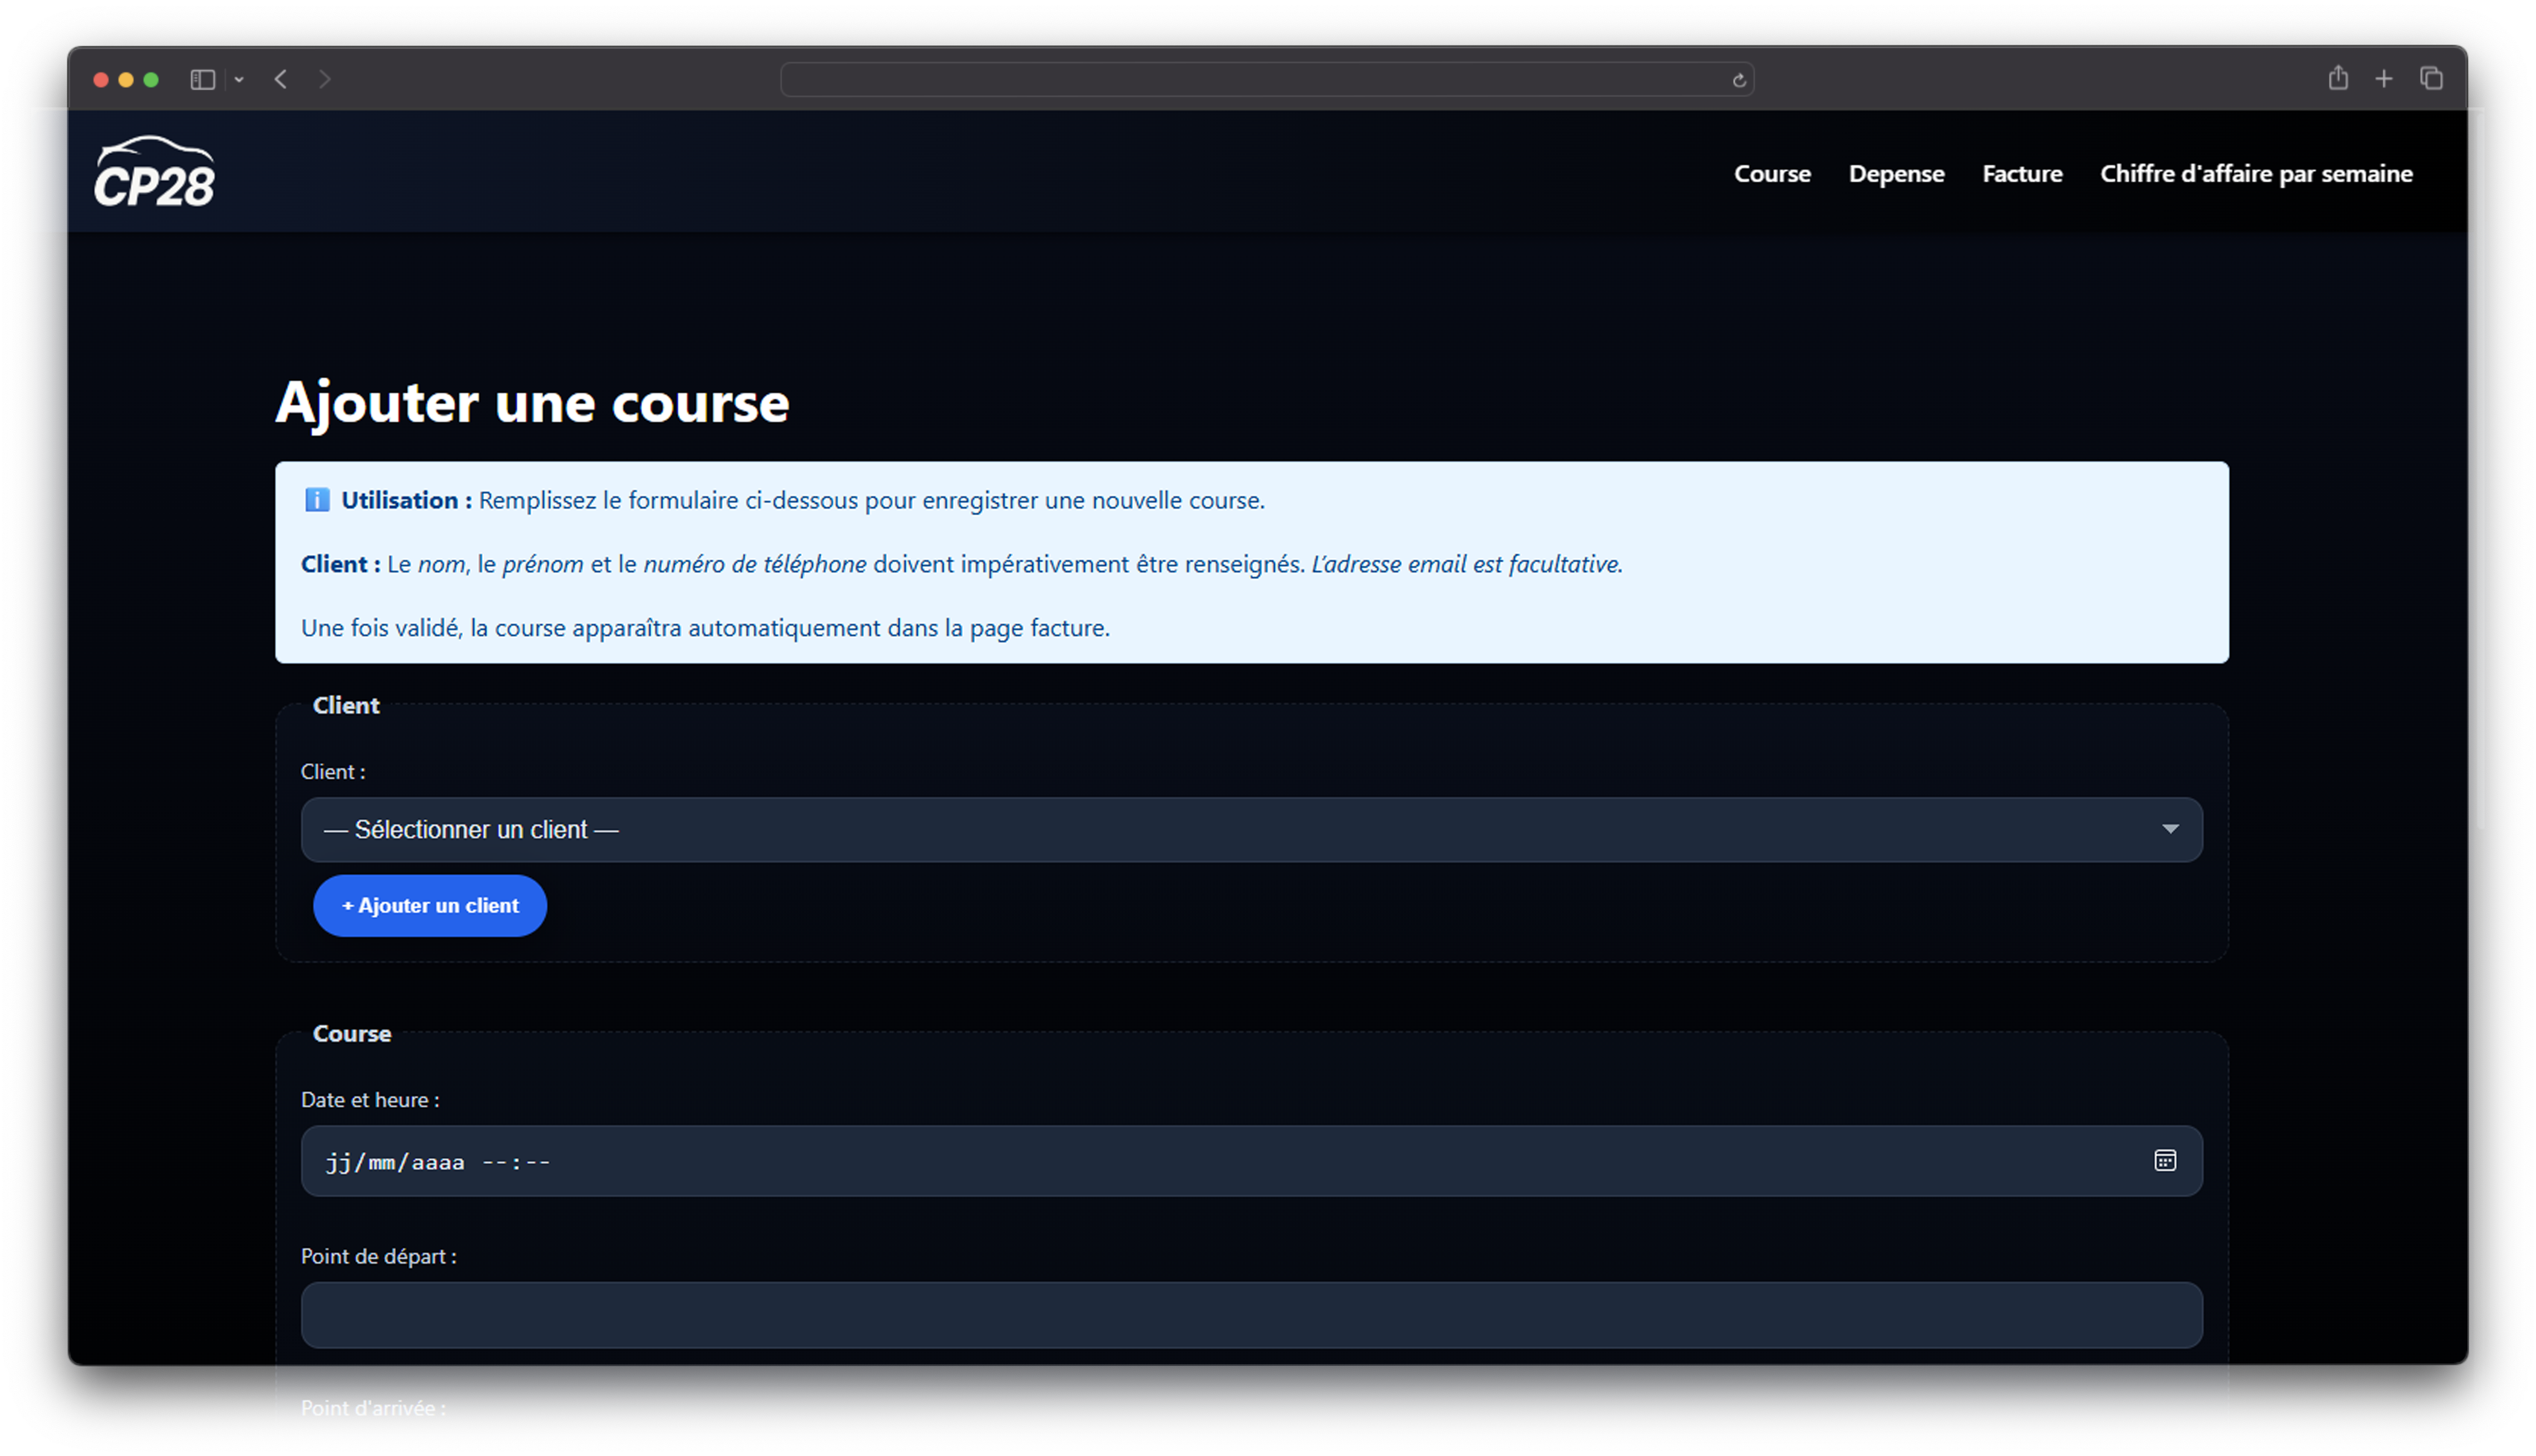 CP28
Course Depense Facture Chiffre d'affaire par semaine
Ajouter une course
i Utilisation : Remplissez le formulaire ci-dessous pour enregistrer une nouvelle course.
Client : Le nom, le prénom et le numéro de téléphone doivent impérativement être renseignés. L'adresse email est facultative.
Une fois validé, la course apparaîtra automatiquement dans la page facture.
Client
Client :
— Sélectionner un client —
+ Ajouter un client
Course
Date et heure :
jj/mm/aaaa --:--
Point de départ :
Point d'arrivée :